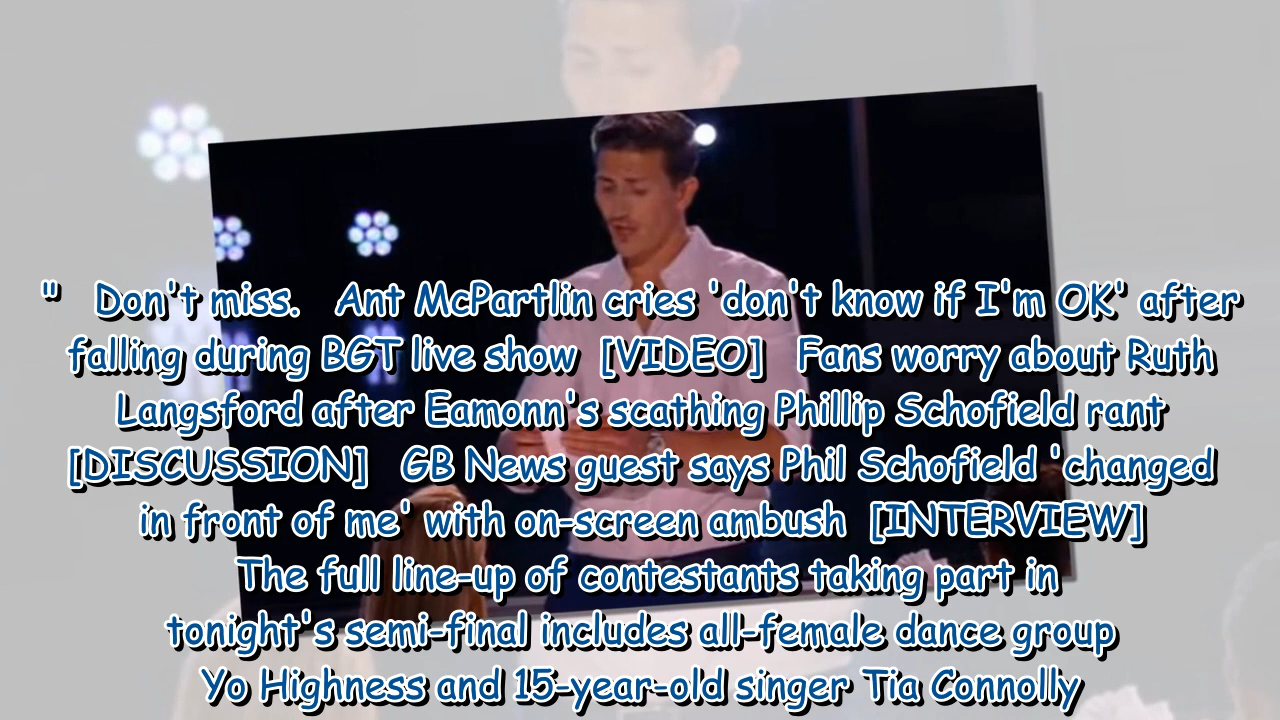 " Don't miss. Ant McPartlin cries 'don't know if I'm OK' after
falling during BGT live show [VIDEO] Fans worry about Ruth
Langsford after Eamonn's scathing Phillip Schofield rant
[DISCUSSION] GB News guest says Phil Schofield 'changed
in front of me' with on-screen ambush [INTERVIEW]
The full line-up of contestants taking part in
tonight's semi-final includes all-female dance group
Yo Highness and 15-year-old singer Tia Connolly